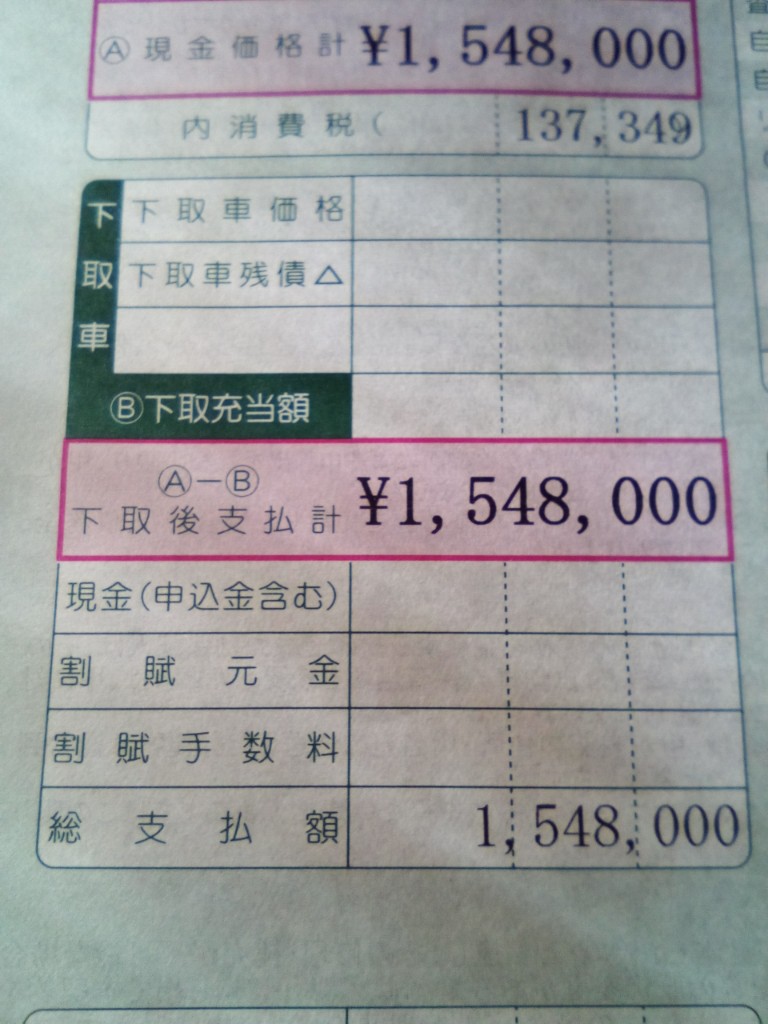 Ⓐ現金価格計 ¥1,548,000
内消費税( 137,349
下取車
下取車価格
下取車残債△
Ⓑ下取充当額
Ⓐ-Ⓑ
下取後支払計 ¥1,548,000
現金(申込金含む)
割賦元金
割賦手数料
総支払額 1,548,000